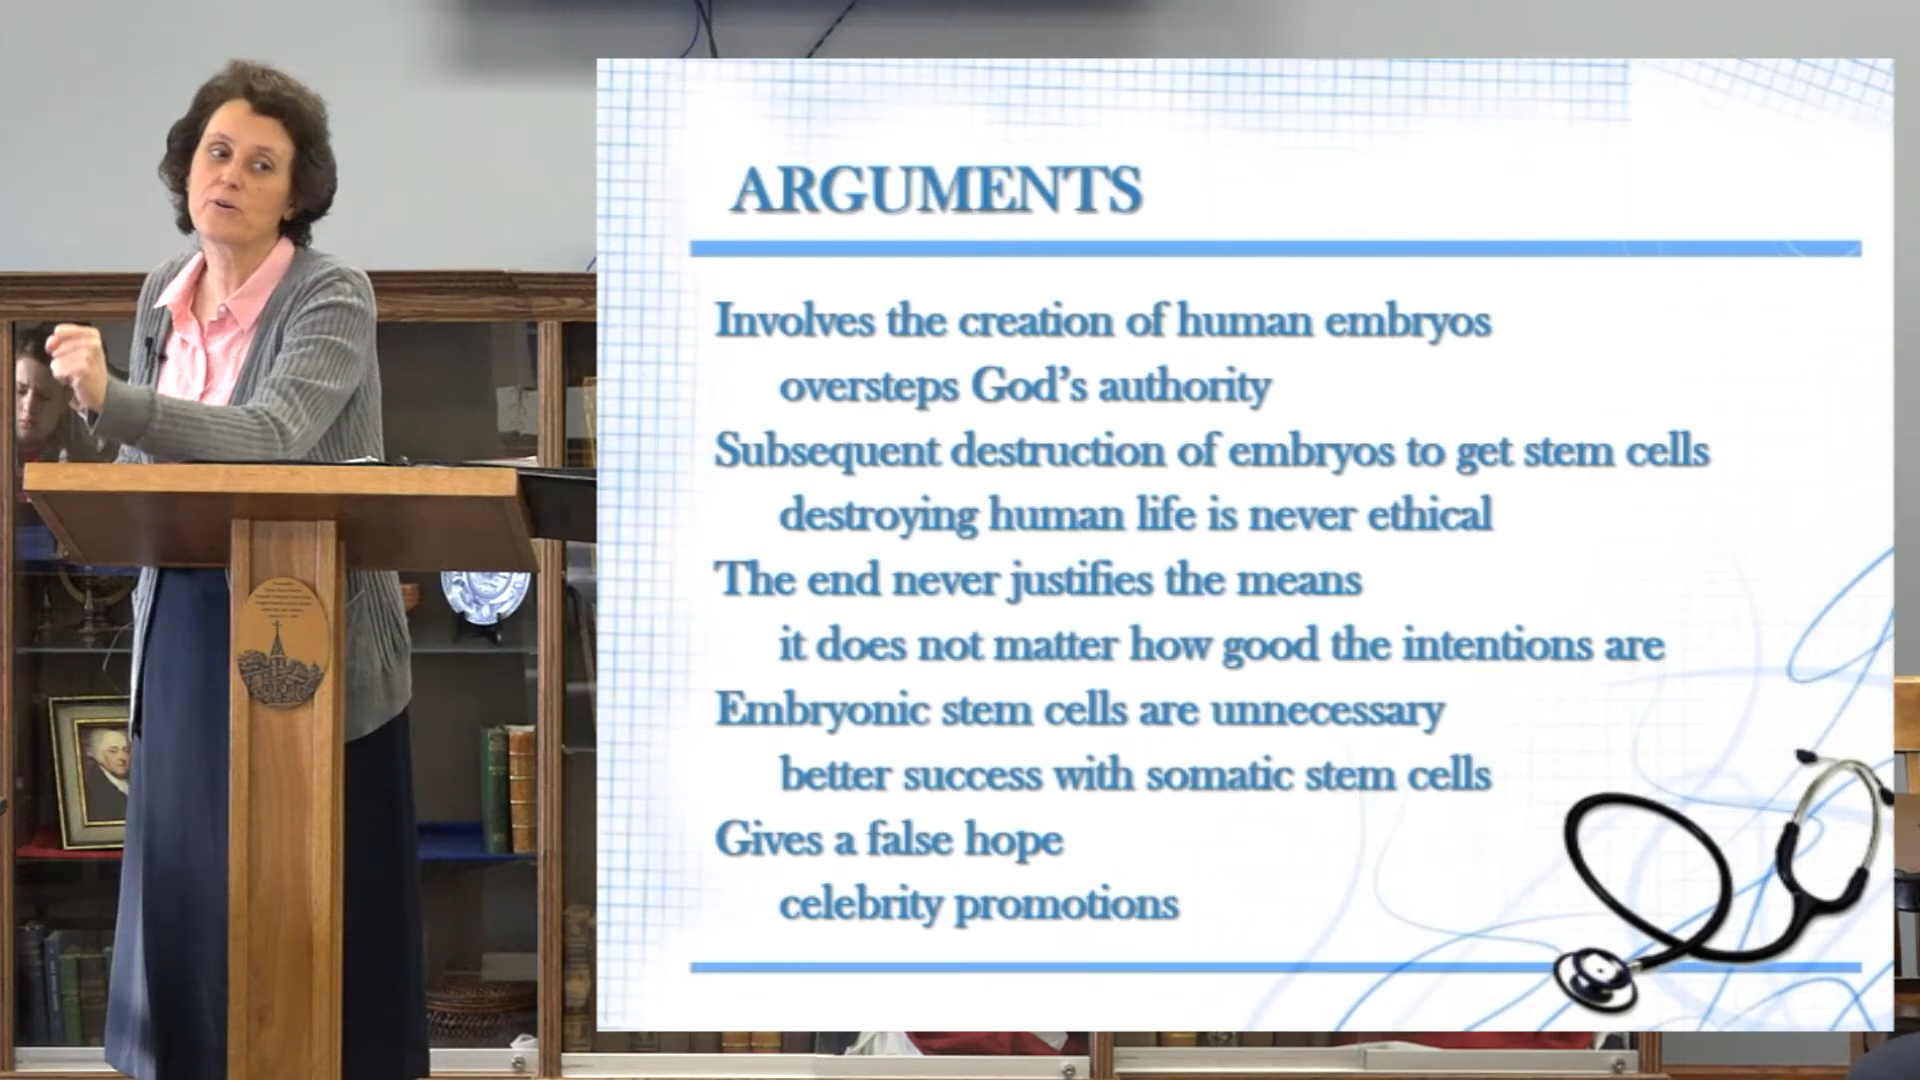 ARGUMENTS
Involves the creation of human embryos
oversteps God’s authority
Subsequent destruction of embryos to get stem cells
destroying human life is never ethical
The end never justifies the means
it does not matter how good the intentions are
Embryonic stem cells are unnecessary
better success with somatic stem cells
Gives a false hope
celebrity promotions